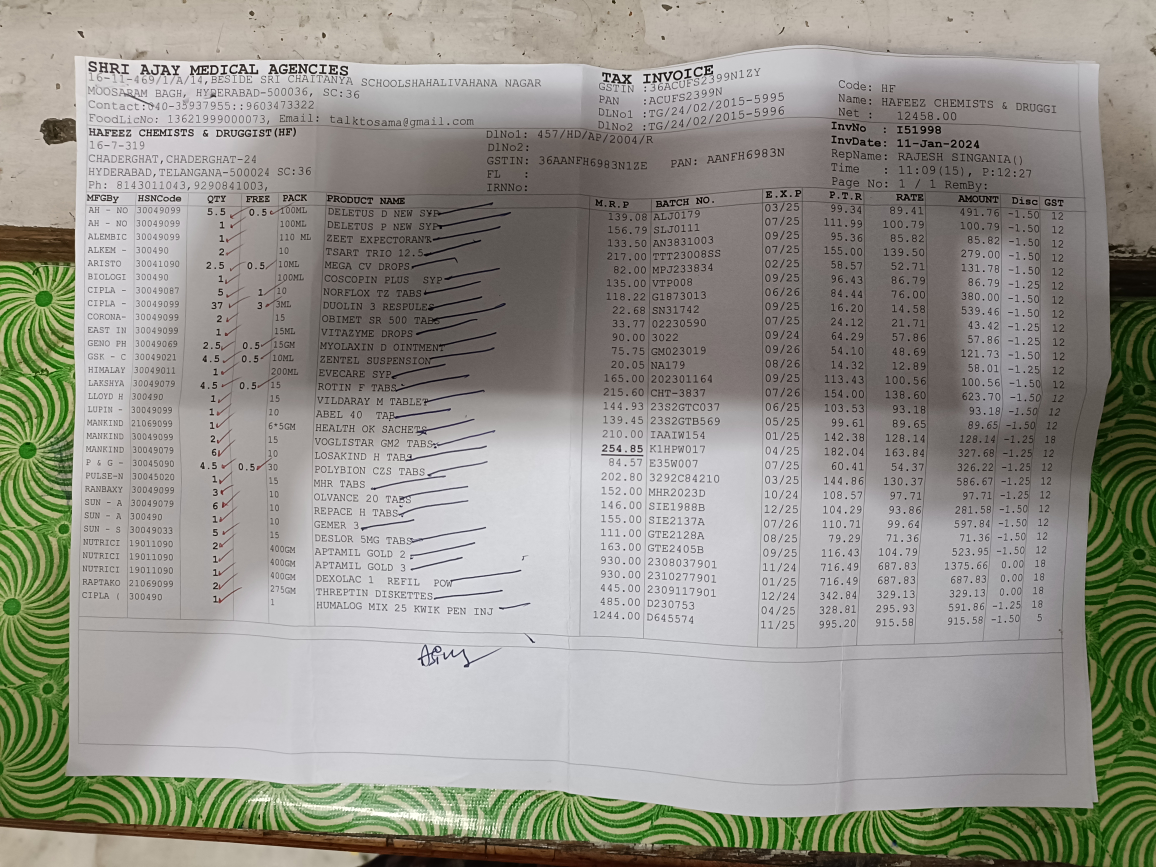 SHRI AJAY MEDICAL AGENCIES
16-11-469/1/A/14,BESIDE SRI CHAITANYA SCHOOLSHAHALIVAHANA NAGAR
MOOSARAM BAGH, HYDERABAD-500036, SC:36
Contact:040-35937955::9603473322
FoodLicNo: 13621999000073, Email: talktosama@gmail.com
TAX INVOICE
GSTIN :36ACUFS2399N1ZY
PAN :ACUFS2399N
DLNo1 :TG/24/02/2015-5995
DLNo2 :TG/24/02/2015-5996
Code: HF
Name: HAFEEZ CHEMISTS & DRUGGI
Net : 12458.00
InvNo : I51998
InvDate: 11-Jan-2024
RepName: RAJESH SINGANIA()
Time : 11:09(15), P:12:27
Page No: 1 / 1 RemBy:
HAFEEZ CHEMISTS & DRUGGIST(HF)
16-7-319
CHADERGHAT,CHADERGHAT-24
HYDERABAD,TELANGANA-500024 SC:36
Ph: 8143011043,9290841003,
DlNo1: 457/HD/AP/2004/R
DlNo2:
GSTIN: 36AANFH6983N1ZE PAN: AANFH6983N
FL :
IRNNo:
MFGBy HSNCode QTY FREE PACK PRODUCT NAME M.R.P BATCH NO. E.X.P P.T.R RATE AMOUNT Disc GST
AH - NO 30049099 5.5 0.5 100ML DELETUS D NEW SYP 139.08 ALJ0179 03/25 99.34 89.41 491.76 -1.50 12
AH - NO 30049099 1 100ML DELETUS P NEW SYP 156.79 SLJ0111 07/25 111.99 100.79 100.79 -1.50 12
ALEMBIC 30049099 1 110 ML ZEET EXPECTORANT 133.50 AN3831003 09/25 95.36 85.82 85.82 -1.50 12
ALKEM - 30049099 2 10 TSART TRIO 12.5 217.00 TTT23008SS 07/25 155.00 139.50 279.00 -1.50 12
ARISTO 30041090 2.5 0.5 10ML MEGA CV DROPS 82.00 MPJ233834 02/25 58.57 52.71 131.78 -1.50 12
BIOLOGI 300490 1 100ML COSCOPIN PLUS SYP 135.00 VTP008 09/25 96.43 86.79 86.79 -1.25 12
CIPLA - 30049087 5 1 10 NORFLOX TZ TABS 118.22 G1873013 06/26 84.44 76.00 380.00 -1.50 12
CIPLA - 30049099 37 3 3ML DUOLIN 3 RESPULES 22.68 SN31742 09/25 16.20 14.58 539.46 -1.50 12
CORONA- 30049099 2 15 OBIMET SR 500 TABS 33.77 02230590 07/25 24.12 21.71 43.42 -1.25 12
EAST IN 30049099 1 15ML VITAZYME DROPS 90.00 3022 09/24 64.29 57.86 57.86 -1.25 12
GENO PH 30049099 2.5 0.5 15GM MYOLAXIN D OINTMENT 75.75 GM023019 09/26 54.10 48.69 121.73 -1.50 12
GSK - C 30049021 4.5 0.5 10ML ZENTEL SUSPENSION 20.05 NA179 08/26 14.32 12.89 58.01 -1.50 12
HIMALAY 30049011 1 200ML EVECARE SYP 165.00 202301164 09/25 113.43 100.56 100.56 -1.50 12
LAKSHYA 30049079 4.5 0.5 15 ROTIN F TABS 215.60 CHT-3837 07/26 154.00 138.60 623.70 -1.50 12
LLOYD H 300490 1 15 VILDARAY M TABLET 144.93 23S2GTC037 06/25 103.53 93.18 93.18 -1.50 12
LUPIN - 30049099 1 10 ABEL 40 TAB 139.45 23S2GTB569 05/25 99.61 89.65 89.65 -1.50 12
MANKIND 21069099 1 6*5GM HEALTH OK SACHETS 210.00 IAAIW154 01/25 142.38 128.14 128.14 -1.25 18
MANKIND 30049099 2 15 VOGLISTAR GM2 TABS 254.85 K1HPW017 04/25 182.04 163.84 327.68 -1.25 12
MANKIND 30049079 6 10 LOSAKIND H TABS 84.57 E35W007 07/25 60.41 54.37 326.22 -1.25 12
P & G - 30045090 4.5 0.5 30 POLYBION CZS TABS 202.80 3292C84210 03/25 144.86 130.37 586.67 -1.25 12
PULSE-N 30045020 1 15 MHR TABS 152.00 MHR2023D 10/24 108.57 97.71 97.71 -1.25 12
RANBAXY 30049099 3 10 OLVANCE 20 TABS 146.00 SIE1988B 12/25 104.29 93.86 281.58 -1.50 12
SUN - A 30049079 6 10 REPACE H TABS 155.00 SIE2137A 07/26 110.71 99.64 597.84 -1.50 12
SUN - A 300490 1 10 GEMER 3 111.00 GTE2128A 08/25 79.29 71.36 71.36 -1.50 12
SUN - S 30049033 5 15 DESLOR 5MG TABS 163.00 GTE2405B 09/25 116.43 104.79 523.95 -1.50 12
NUTRICI 19011090 2 400GM APTAMIL GOLD 2 930.00 2308037901 11/24 716.49 687.83 1375.66 0.00 18
NUTRICI 19011090 1 400GM APTAMIL GOLD 3 930.00 2310277901 01/25 716.49 687.83 687.83 0.00 18
NUTRICI 19011090 1 400GM DEXOLAC 1 REFIL POW 445.00 2309117901 12/24 342.84 329.13 329.13 0.00 18
RAPTAKO 21069099 2 275GM THREPTIN DISKETTES 485.00 D230753 04/25 328.81 295.93 591.86 -1.25 18
CIPLA ( 300490 1 1 HUMALOG MIX 25 KWIK PEN INJ 1244.00 D645574 11/25 995.20 915.58 915.58 -1.50 5